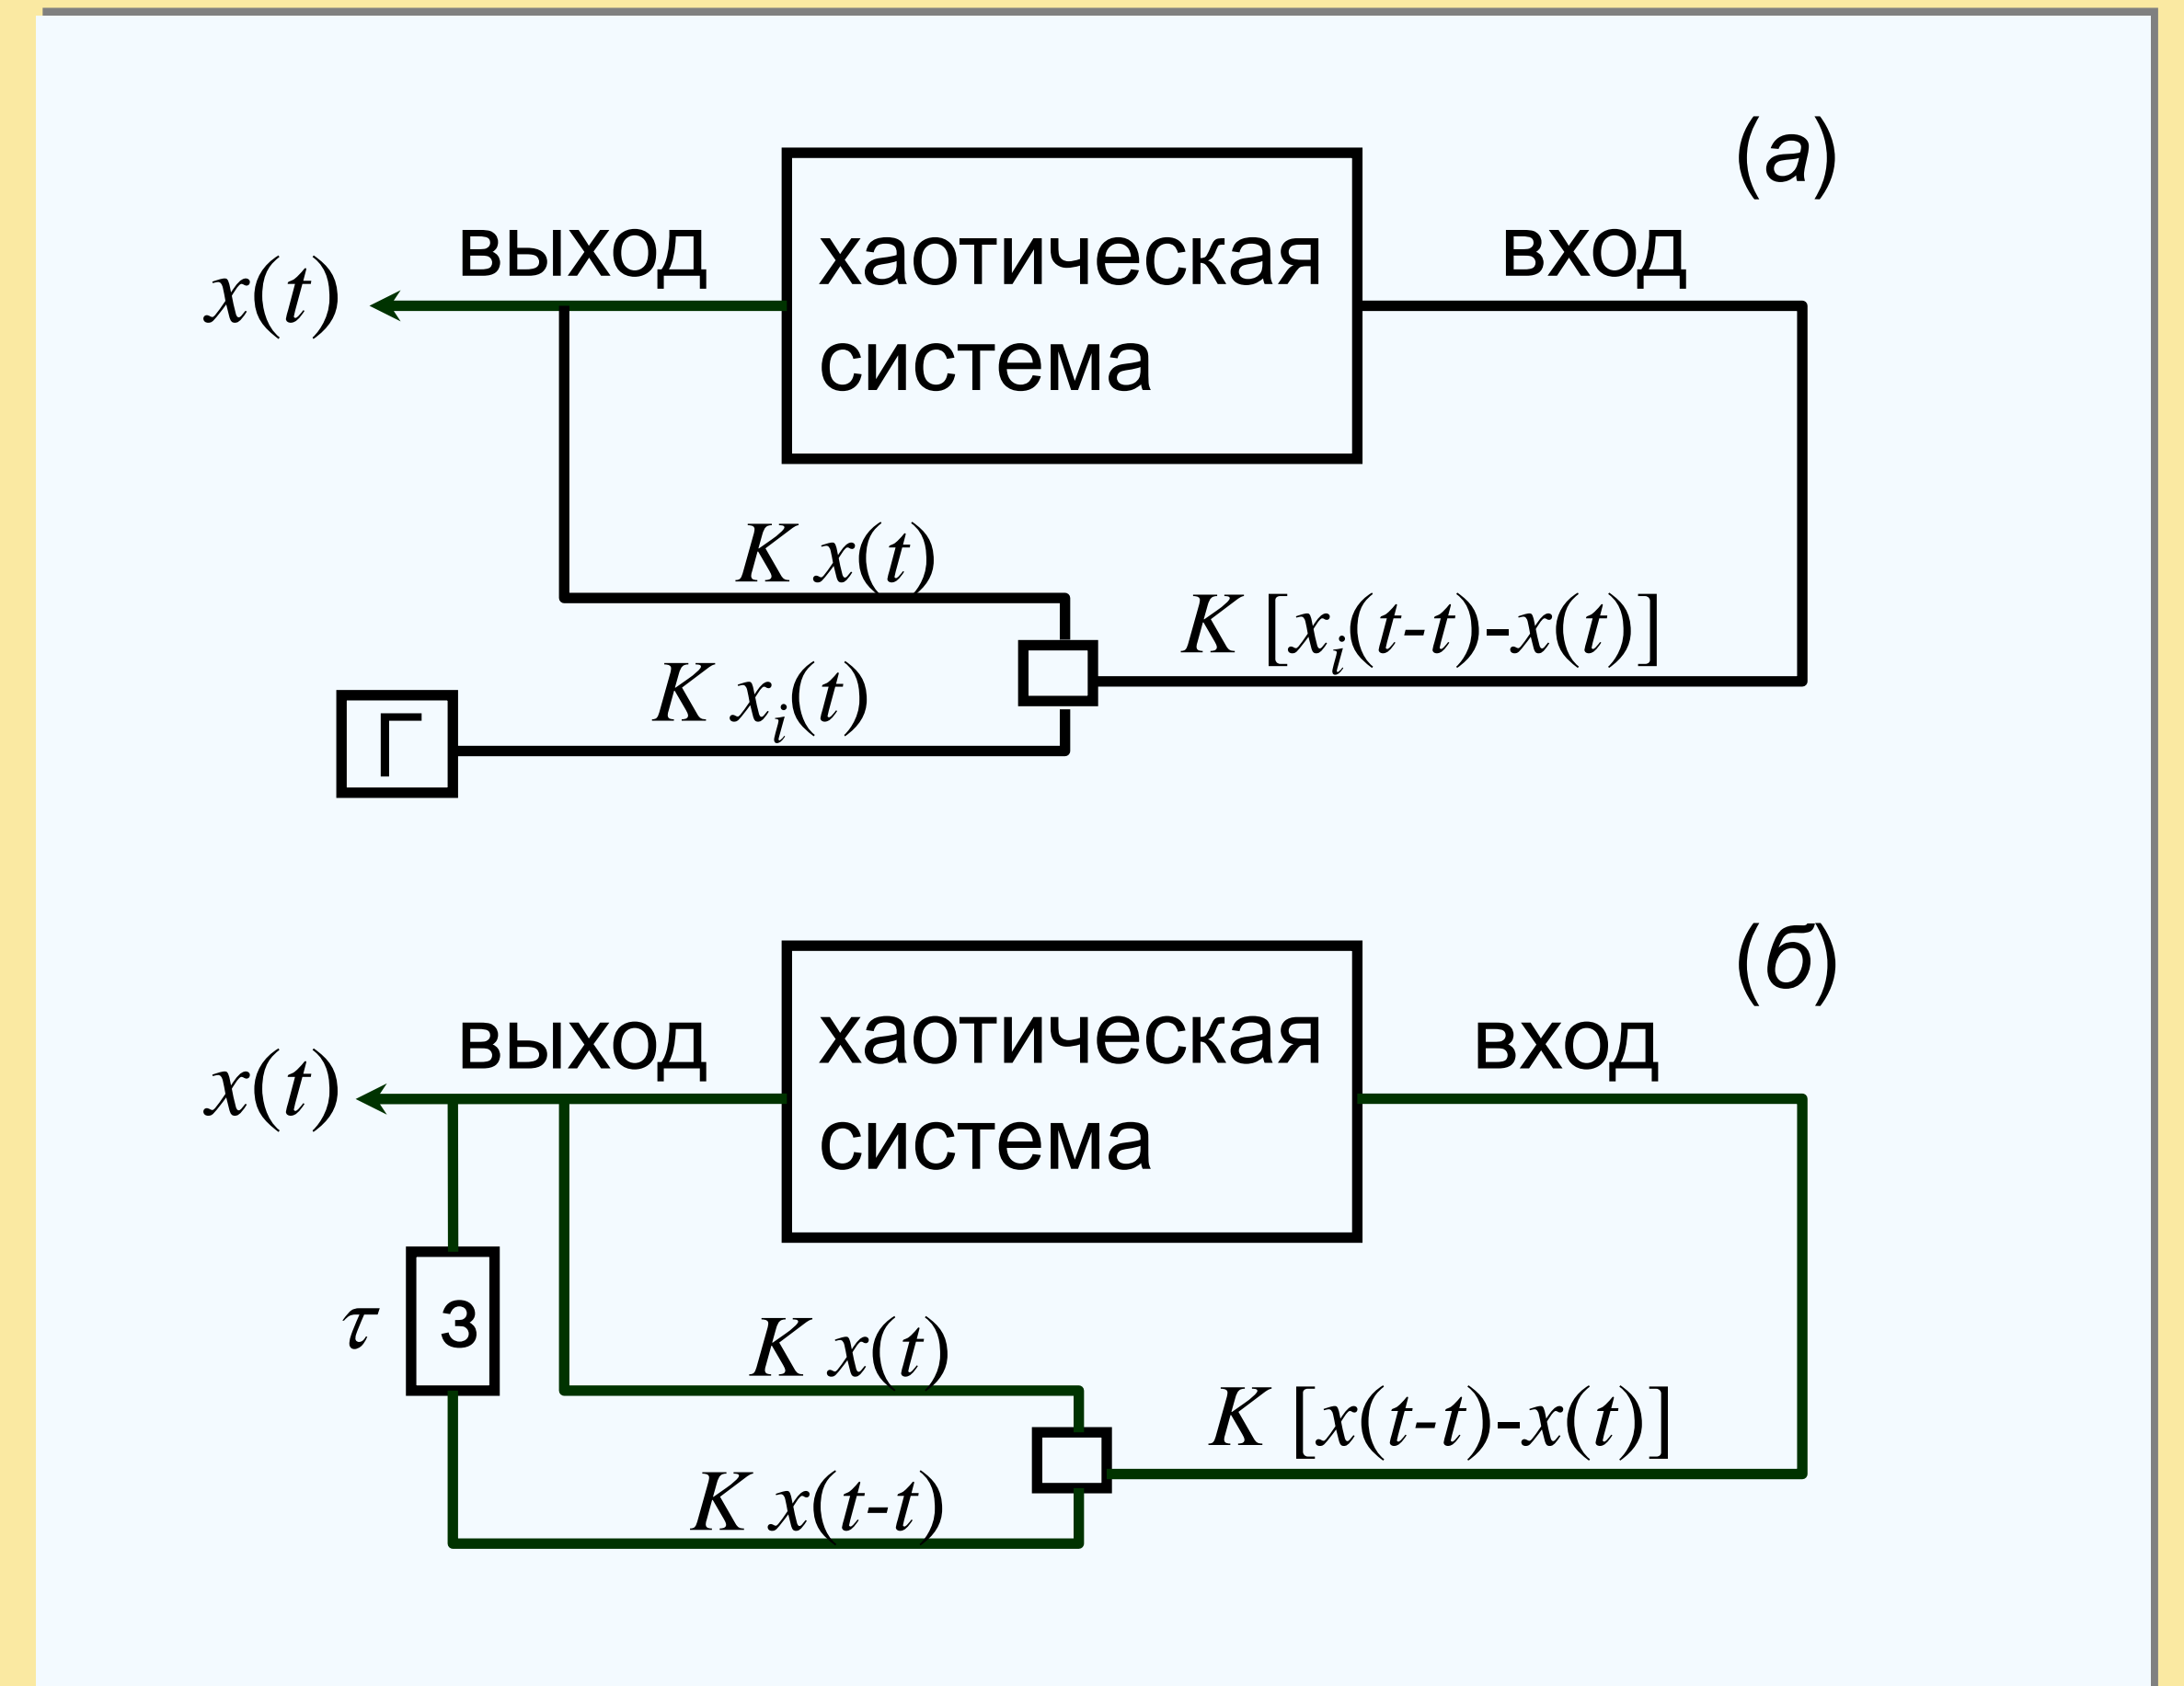 (а)
выход
вход
x(t)
хаотическая
система
K x(t)
K [xᵢ(t-t)-x(t)]
K xᵢ(t)
Г
(б)
выход
вход
x(t)
хаотическая
система
τ
З
K x(t)
K [x(t-t)-x(t)]
K x(t-t)